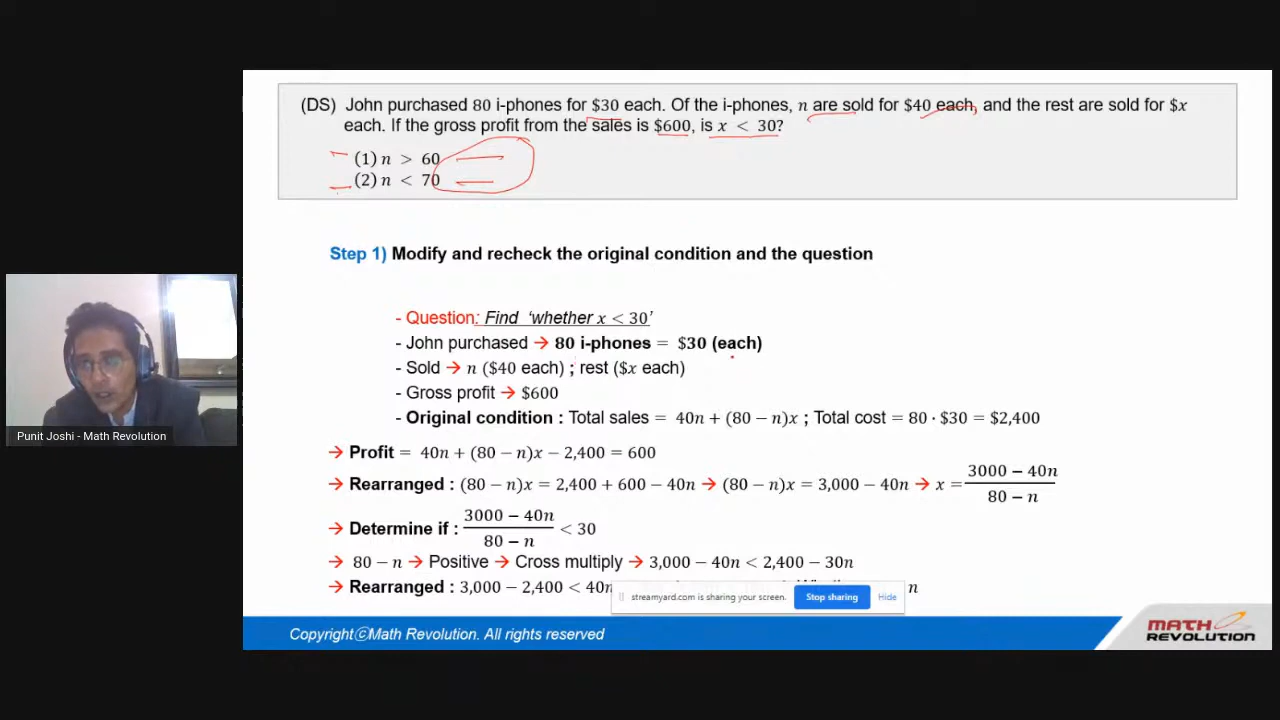 (DS) John purchased 80 i-phones for $30 each. Of the i-phones, n are sold for $40 each, and the rest are sold for $x
each. If the gross profit from the sales is $600, is x < 30?
(1) n > 60
(2) n < 70
Step 1) Modify and recheck the original condition and the question
- Question: Find ‘whether x < 30’
- John purchased → 80 i-phones = $30 (each)
- Sold → n ($40 each) ; rest ($x each)
- Gross profit → $600
- Original condition : Total sales = 40n + (80 − n)x ; Total cost = 80 · $30 = $2,400
→ Profit = 40n + (80 − n)x − 2,400 = 600
→ Rearranged : (80 − n)x = 2,400 + 600 − 40n → (80 − n)x = 3,000 − 40n → x = (3000 − 40n)/(80 − n)
→ Determine if : (3000 − 40n)/(80 − n) < 30
→ 80 − n → Positive → Cross multiply → 3,000 − 40n < 2,400 − 30n
→ Rearranged : 3,000 − 2,400 < 40n n
streamyard.com is sharing your screen. Stop sharing Hide
Punit Joshi - Math Revolution
CopyrightⓒMath Revolution. All rights reserved
MATH
REVOLUTION